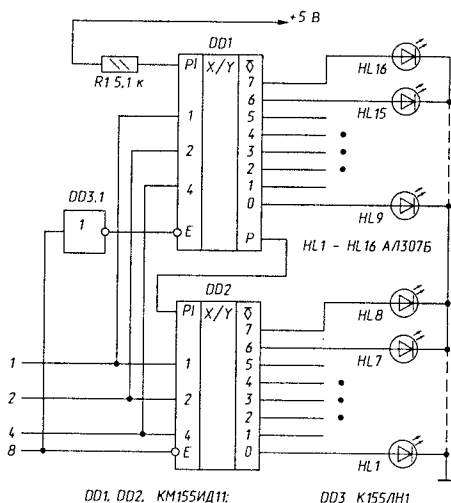 +5 В
DD1
R1 5,1 к
PI
X/Y
V
7
6
5
4
3
2
1
0
P
1
2
4
E
HL16
HL15
HL9
DD3.1
1
HL1 - HL16 АЛ307Б
DD2
PI
X/Y
V
7
6
5
4
3
2
1
0
1
2
4
E
HL8
HL7
HL1
1
2
4
8
DD1, DD2, КМ155ИД11;
DD3 К155ЛН1